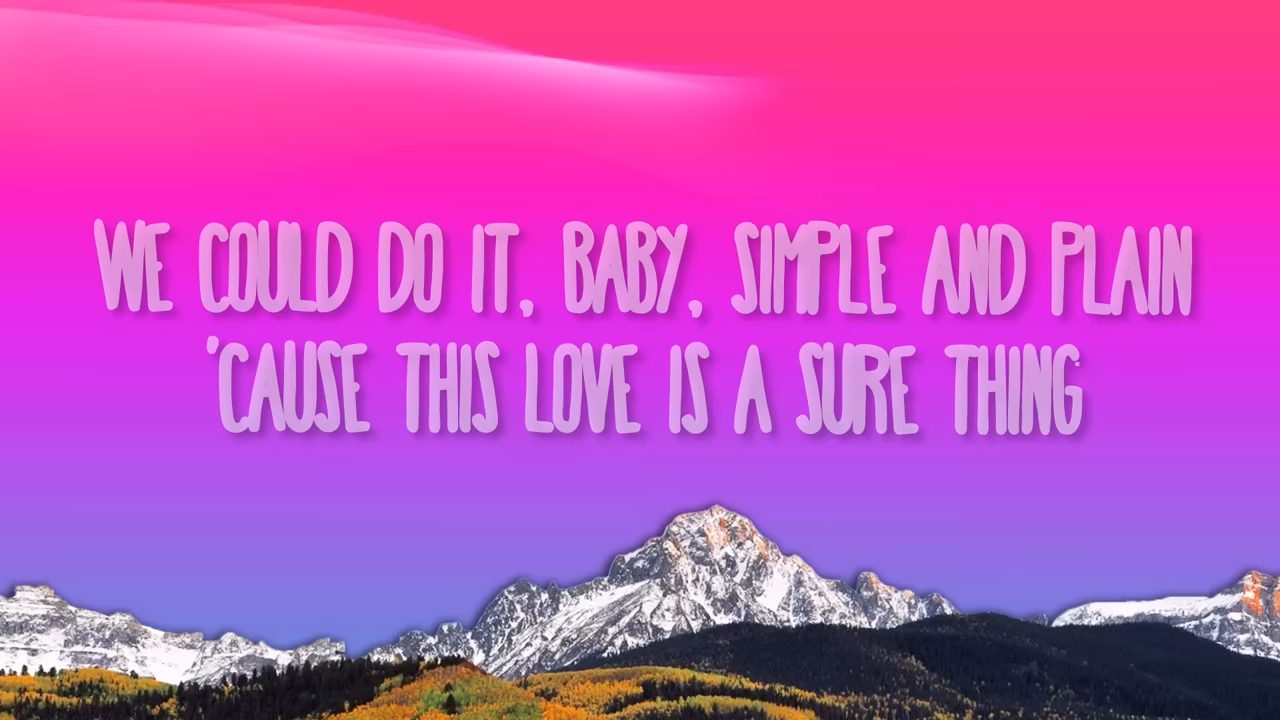 WE COULD DO IT, BABY, SIMPLE AND PLAIN
'CAUSE THIS LOVE IS A SURE THING